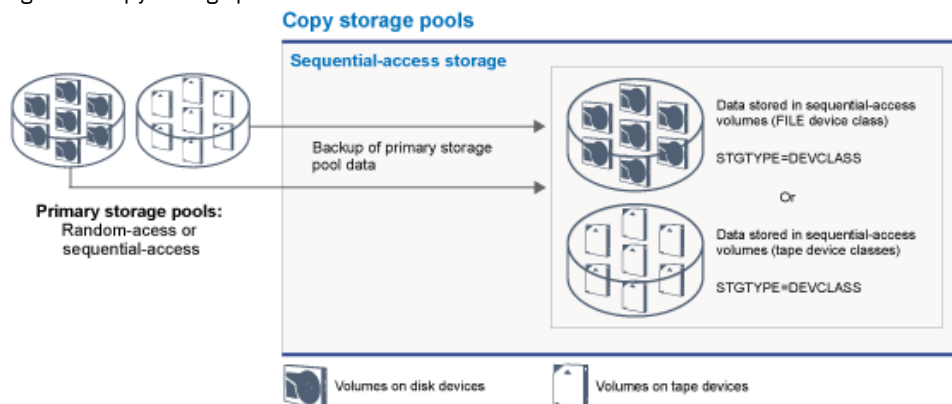 Copy storage pools
Sequential-access storage
Data stored in sequential-access
volumes (FILE device class)
STGTYPE=DEVCLASS
Or
Data stored in sequential-access
volumes (tape device classes)
STGTYPE=DEVCLASS
Backup of primary storage
pool data
Primary storage pools:
Random-acess or
sequential-access
Volumes on disk devices
Volumes on tape devices